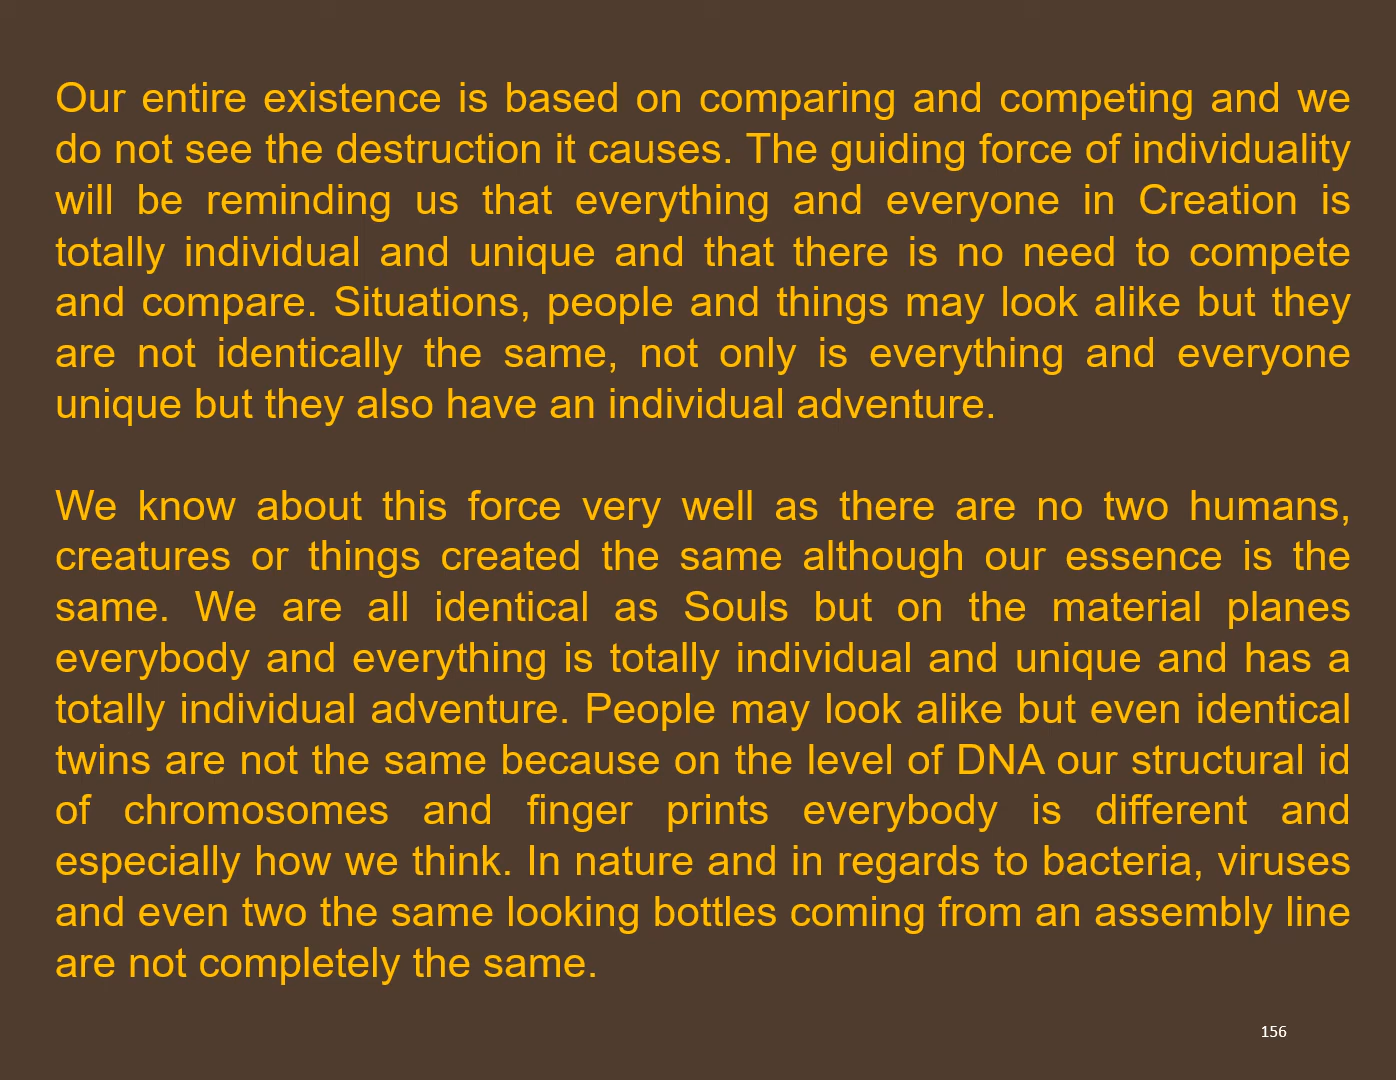 Our entire existence is based on comparing and competing and we
do not see the destruction it causes. The guiding force of individuality
will be reminding us that everything and everyone in Creation is
totally individual and unique and that there is no need to compete
and compare. Situations, people and things may look alike but they
are not identically the same, not only is everything and everyone
unique but they also have an individual adventure.
We know about this force very well as there are no two humans,
creatures or things created the same although our essence is the
same. We are all identical as Souls but on the material planes
everybody and everything is totally individual and unique and has a
totally individual adventure. People may look alike but even identical
twins are not the same because on the level of DNA our structural id
of chromosomes and finger prints everybody is different and
especially how we think. In nature and in regards to bacteria, viruses
and even two the same looking bottles coming from an assembly line
are not completely the same.
156